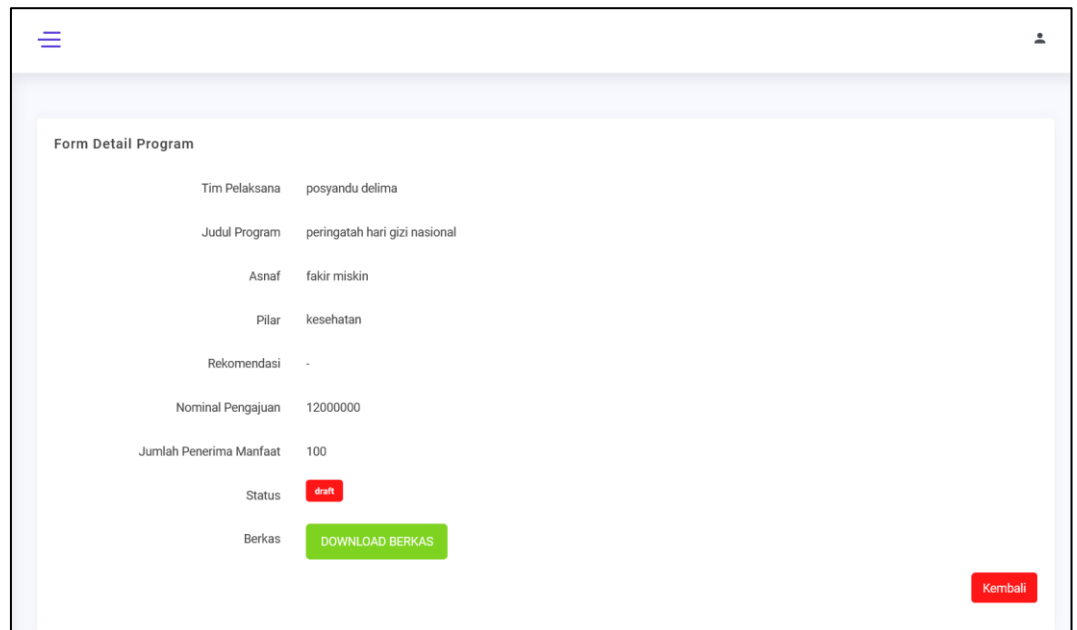 Form Detail Program
Tim Pelaksana posyandu delima
Judul Program peringatah hari gizi nasional
Asnaf fakir miskin
Pilar kesehatan
Rekomendasi -
Nominal Pengajuan 12000000
Jumlah Penerima Manfaat 100
Status draft
Berkas DOWNLOAD BERKAS
Kembali